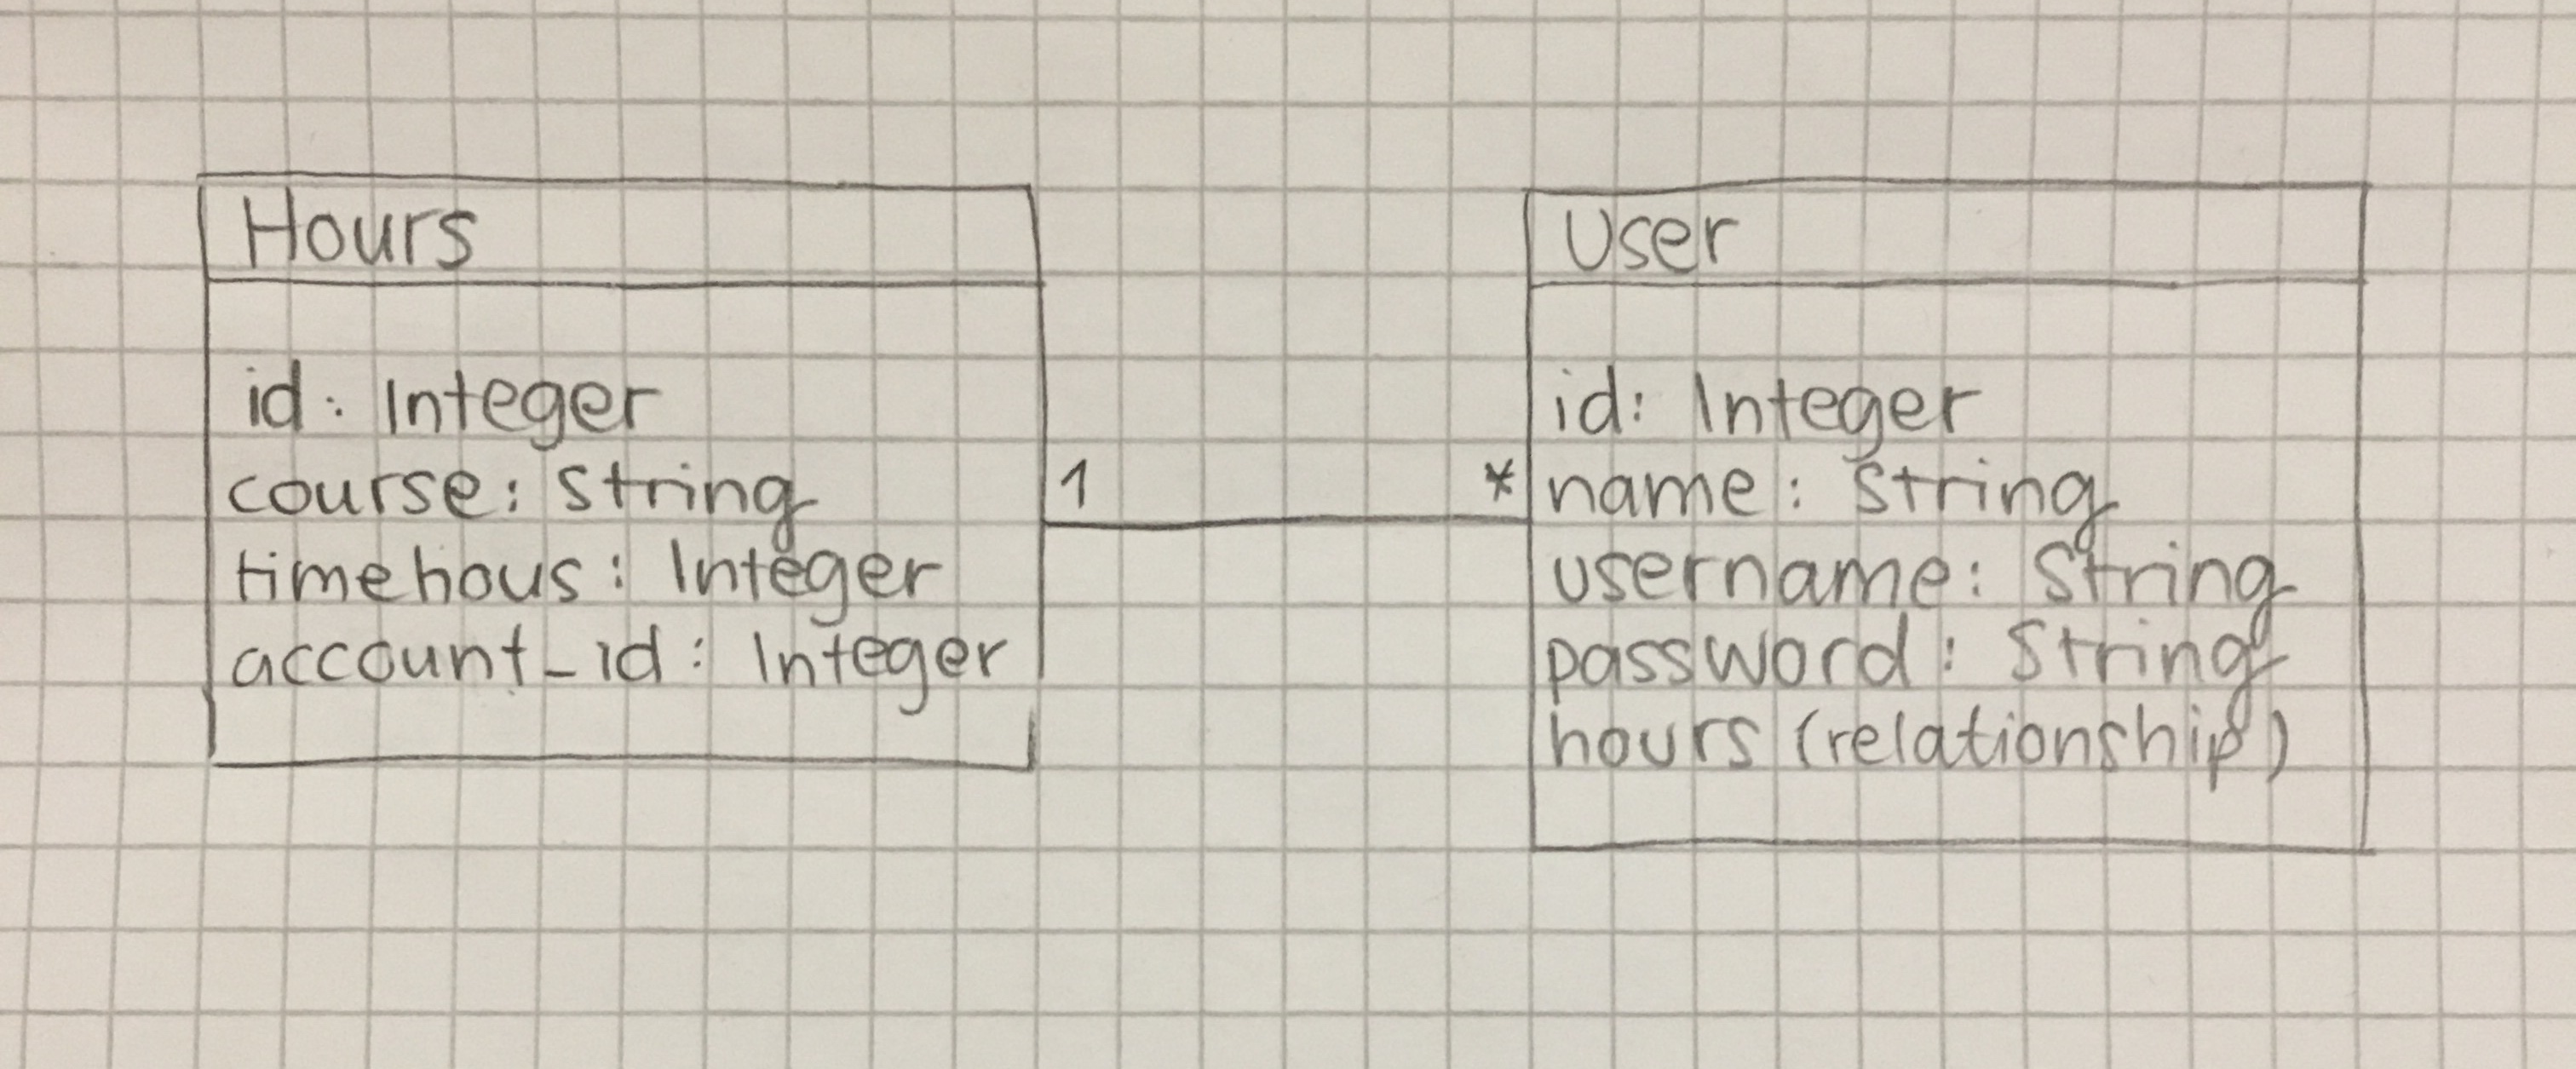 Hours
id: Integer
course: String
timehous: Integer
account_id: Integer
1
*
User
id: Integer
name: String
username: String
password: String
hours (relationship)